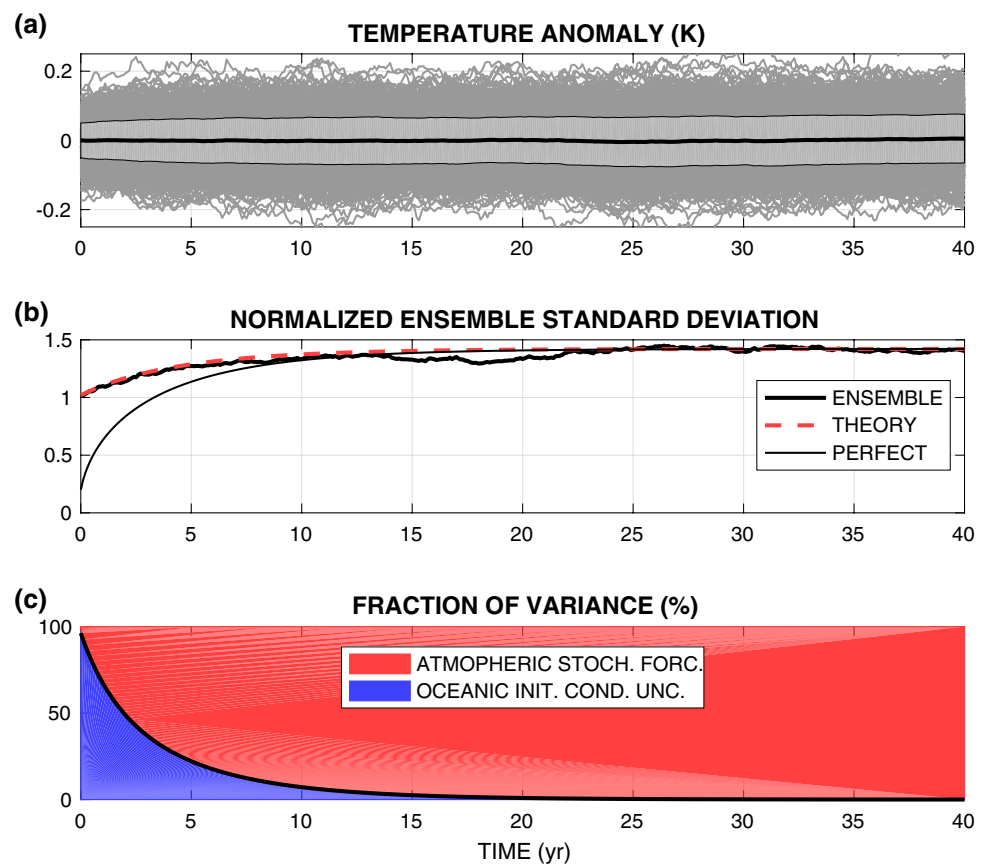 (a)
TEMPERATURE ANOMALY (K)
0.2
0
-0.2
0 5 10 15 20 25 30 35 40
(b)
NORMALIZED ENSEMBLE STANDARD DEVIATION
1.5
1
0.5
0
ENSEMBLE
THEORY
PERFECT
0 5 10 15 20 25 30 35 40
(c)
FRACTION OF VARIANCE (%)
100
50
0
ATMOPHERIC STOCH. FORC.
OCEANIC INIT. COND. UNC.
0 5 10 15 20 25 30 35 40
TIME (yr)